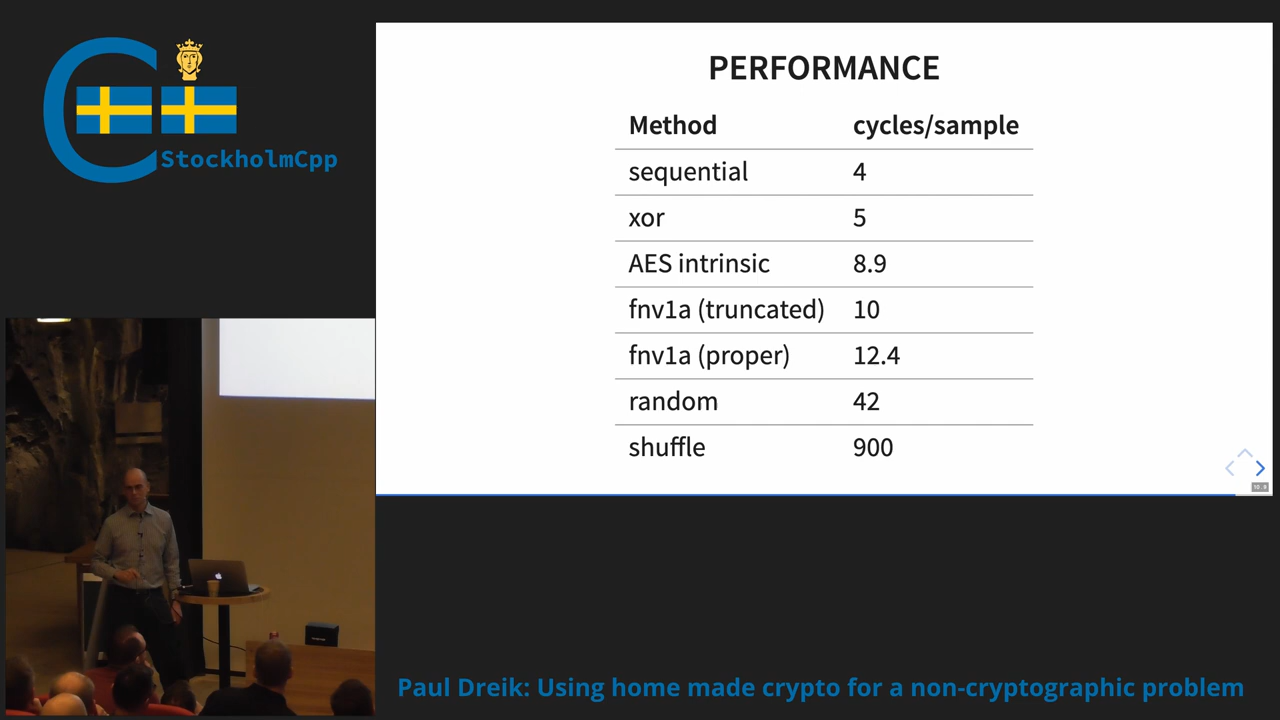 StockholmCpp
PERFORMANCE
Method cycles/sample
sequential 4
xor 5
AES intrinsic 8.9
fnv1a (truncated) 10
fnv1a (proper) 12.4
random 42
shuffle 900
Paul Dreik: Using home made crypto for a non-cryptographic problem